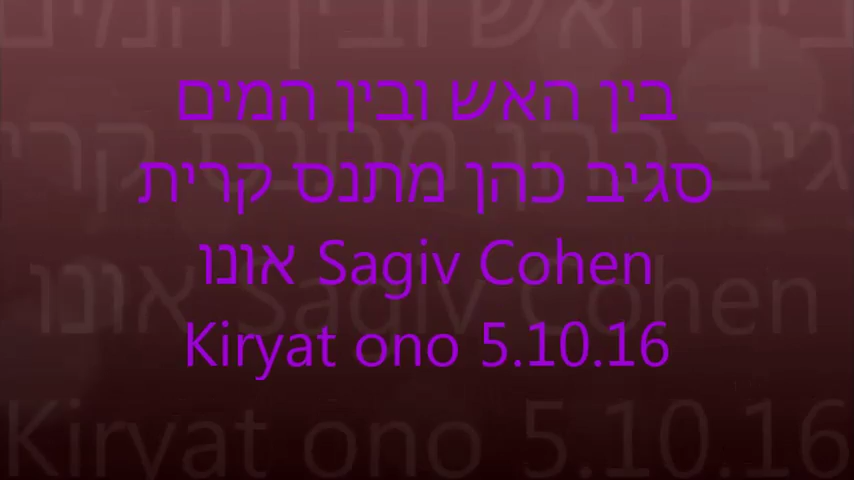 בין האש ובין המים
סגיב כהן מתנס קרית
אונו Sagiv Cohen
Kiryat ono 5.10.16